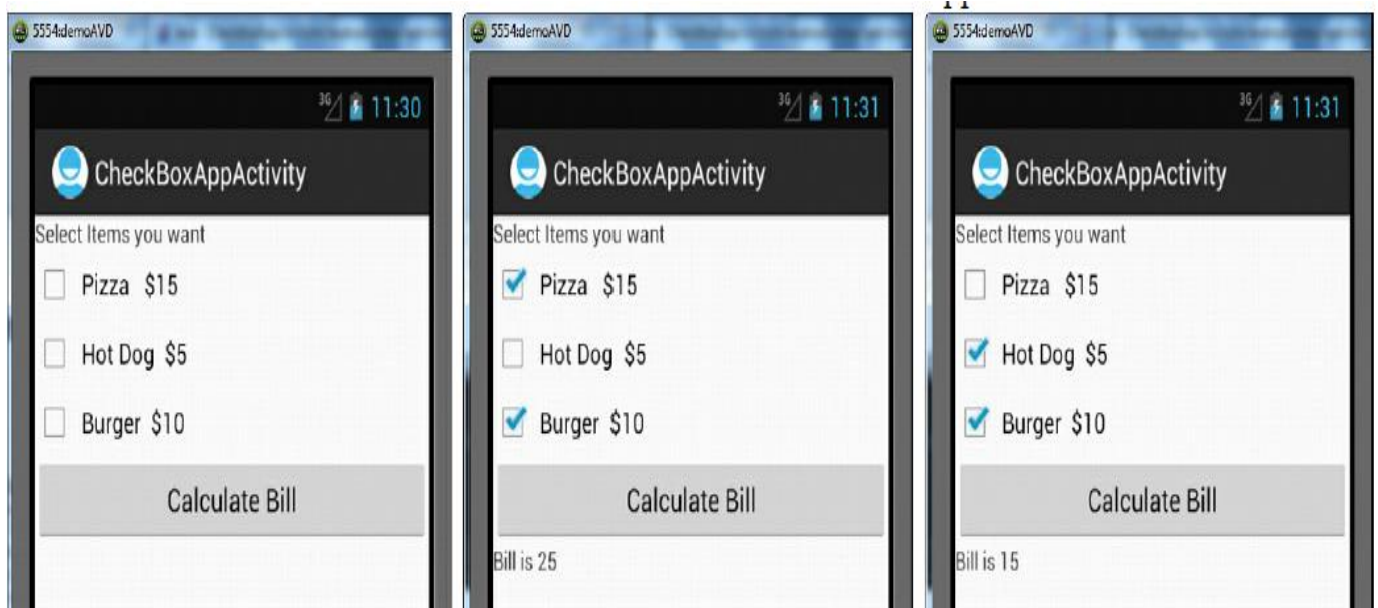 5554:demoAVD
3G 11:30
CheckBoxAppActivity
Select Items you want
Pizza $15
Hot Dog $5
Burger $10
Calculate Bill
5554:demoAVD
3G 11:31
CheckBoxAppActivity
Select Items you want
Pizza $15
Hot Dog $5
Burger $10
Calculate Bill
Bill is 25
5554:demoAVD
3G 11:31
CheckBoxAppActivity
Select Items you want
Pizza $15
Hot Dog $5
Burger $10
Calculate Bill
Bill is 15